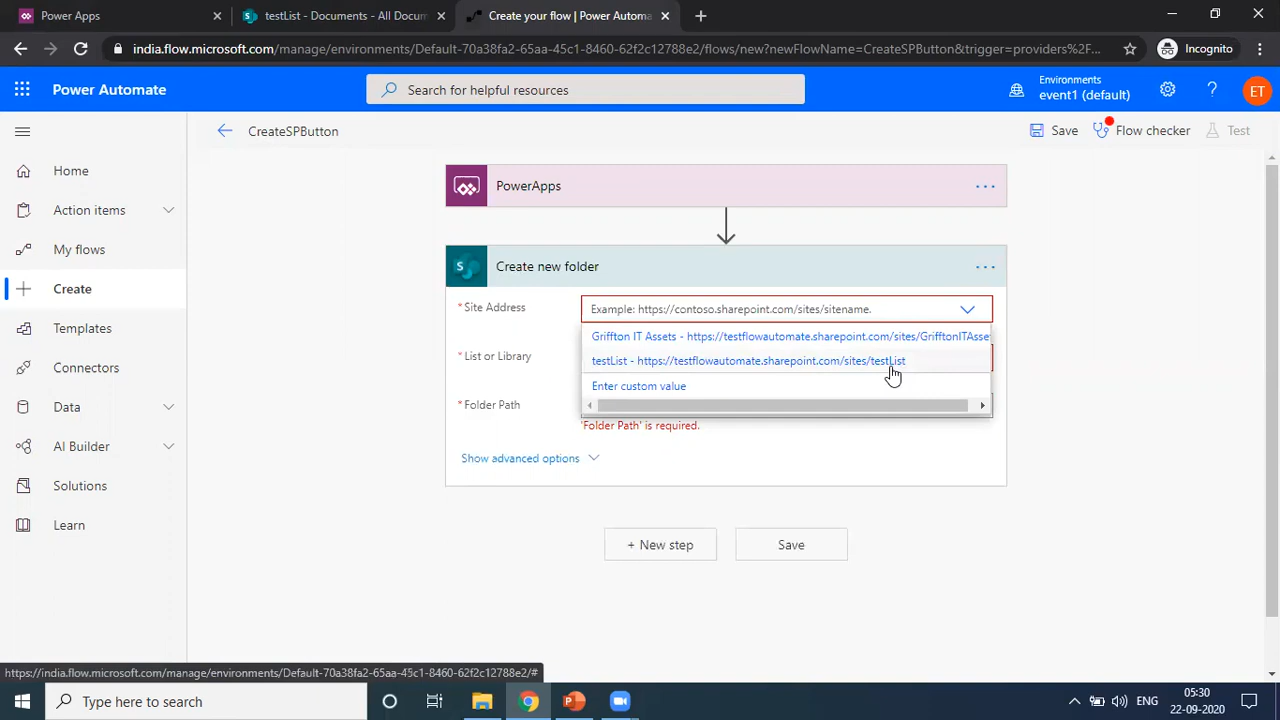 Power Apps
testList - Documents - All Docum
Create your flow | Power Automa
india.flow.microsoft.com/manage/environments/Default-70a38f2-65aa-45c1-8460-62f2c12788e2/flows/new?newFlowName=CreateSPButton&trigger=providers%2F...
Incognito
Power Automate
Search for helpful resources
Environments
event1 (default)
ET
CreateSPButton
Save
Flow checker
Test
Home
Action items
My flows
Create
Templates
Connectors
Data
AI Builder
Solutions
Learn
PowerApps
Create new folder
* Site Address
Example: https://contoso.sharepoint.com/sites/sitename.
Griffton IT Assets - https://testflowautomate.sharepoint.com/sites/GrifftonITAsse
* List or Library
testList - https://testflowautomate.sharepoint.com/sites/testList
Enter custom value
* Folder Path
'Folder Path' is required.
Show advanced options
+ New step
Save
https://india.flow.microsoft.com/manage/environments/Default-70a38f2-65aa-45c1-8460-62f2c12788e2/#
Type here to search
ENG
05:30
22-09-2020